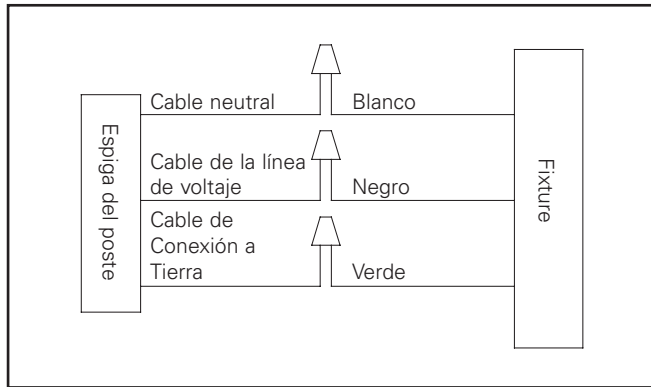 Espiga del poste
Cable neutral
Blanco
Cable de la línea
de voltaje
Negro
Cable de
Conexión a
Tierra
Verde
Fixture